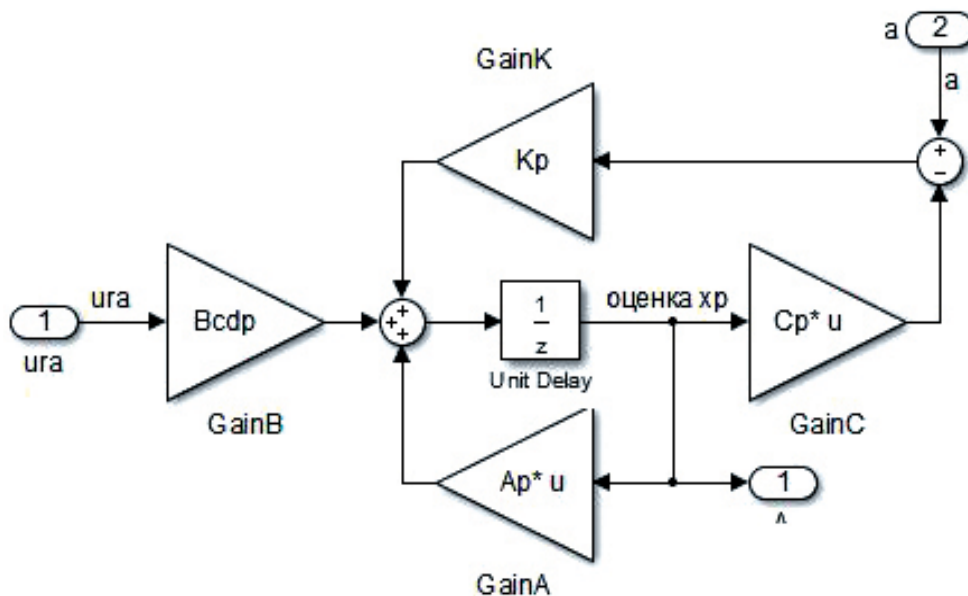 a 2
a
GainK
Kp
+
−
ura
1
ura
Bcdp
GainB
+
+
+
1
z
Unit Delay
оценка xp
Cp* u
GainC
Ap* u
GainA
1
^